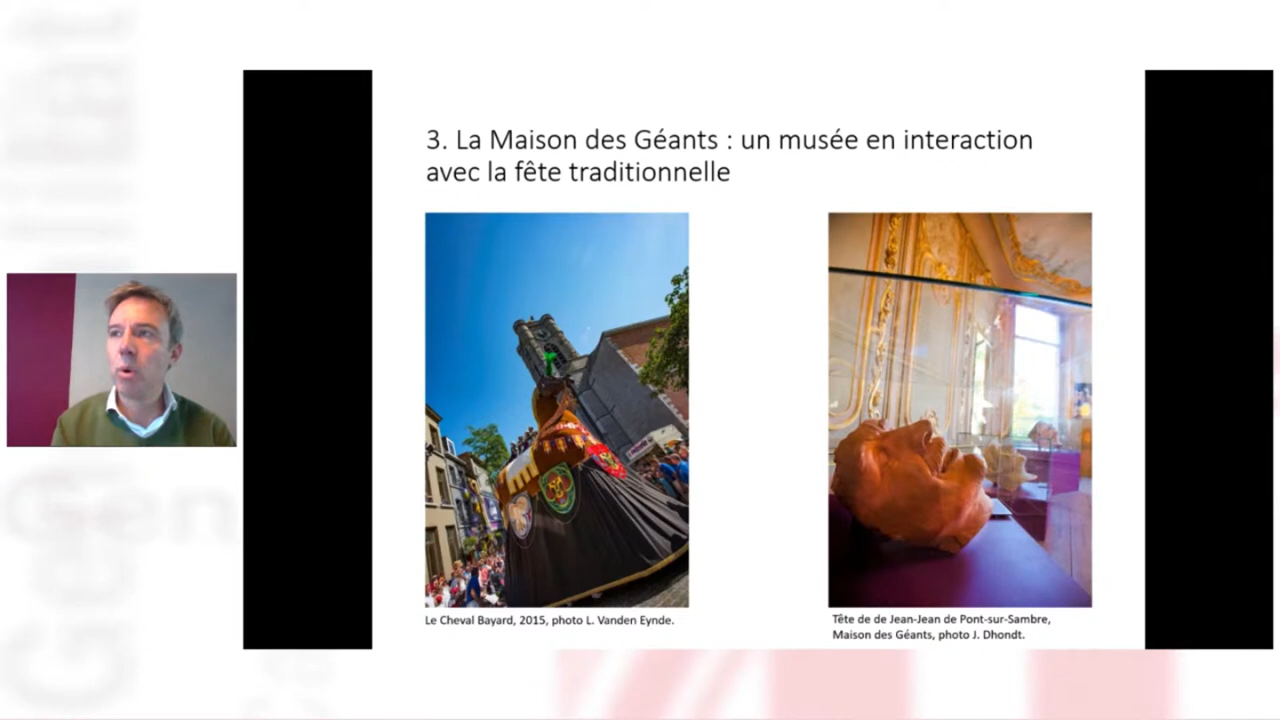 3. La Maison des Géants : un musée en interaction
avec la fête traditionnelle
Le Cheval Bayard, 2015, photo L. Vanden Eynde.
Tête de de Jean-Jean de Pont-sur-Sambre,
Maison des Géants, photo J. Dhondt.